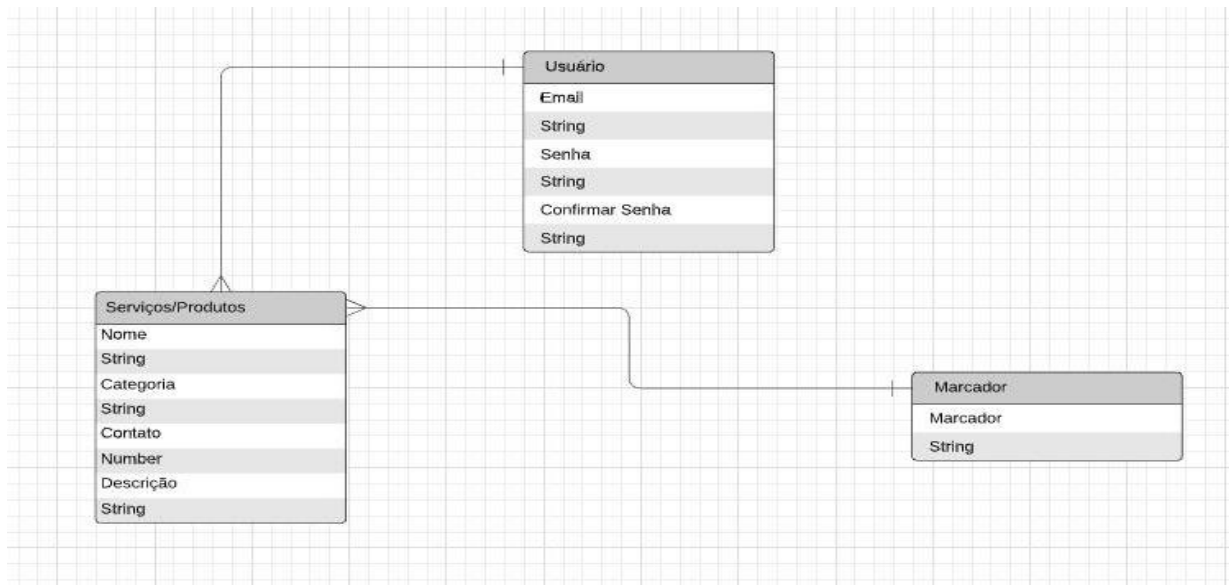 Usuário
Email
String
Senha
String
Confirmar Senha
String
Serviços/Produtos
Nome
String
Categoria
String
Contato
Number
Descrição
String
Marcador
Marcador
String